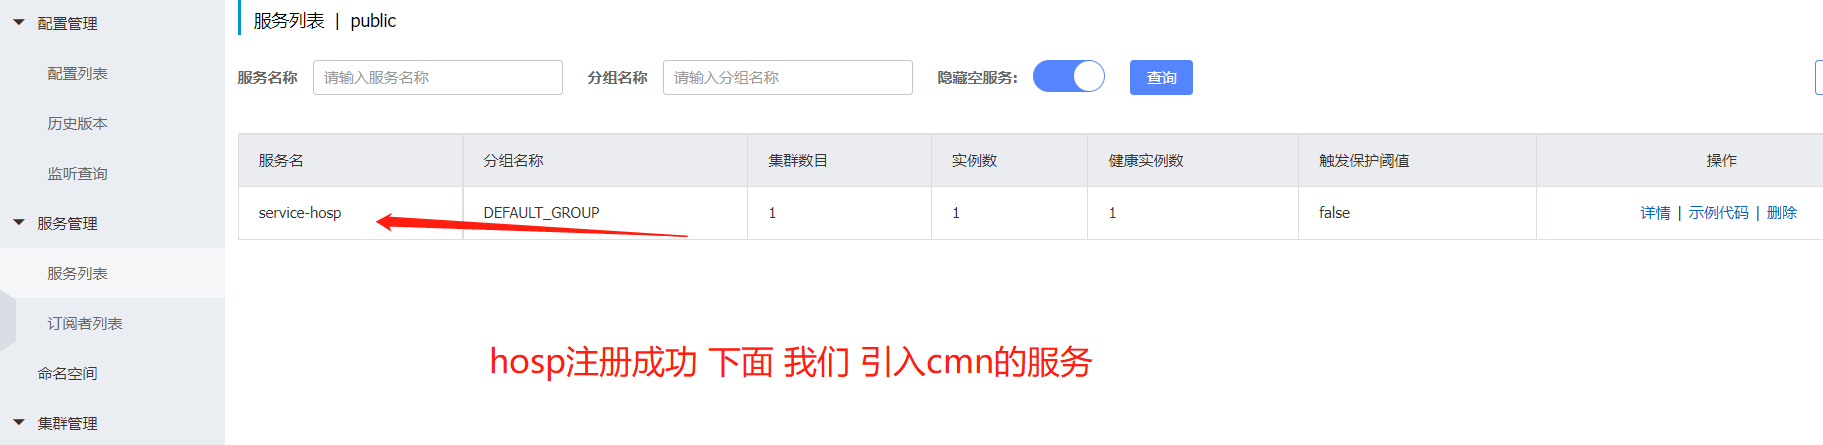 配置管理
配置列表
历史版本
监听查询
服务管理
服务列表
订阅者列表
命名空间
集群管理
服务列表 | public
服务名称 请输入服务名称 分组名称 请输入分组名称 隐藏空服务: 查询
服务名 分组名称 集群数目 实例数 健康实例数 触发保护阈值 操作
service-hosp DEFAULT_GROUP 1 1 1 false 详情 | 示例代码 | 删除
hosp注册成功 下面 我们 引入cmn的服务